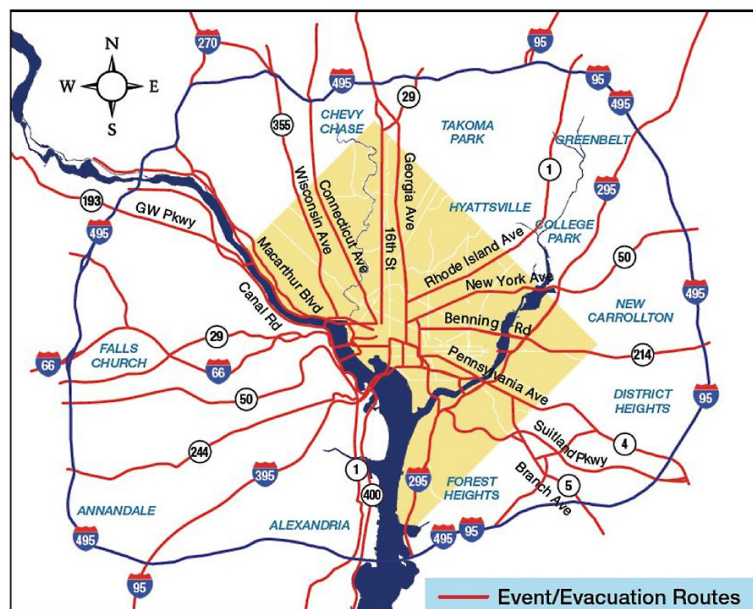 270
95
N
W E
S
495
29
95
CHEVY
CHASE
TAKOMA
PARK
495
355
GREENBELT
1
295
193
Wisconsin Ave
Connecticut Ave
16th St
Georgia Ave
HYATTSVILLE
GW Pkwy
COLLEGE
PARK
495
Rhode Island Ave
50
Macarthur Blvd
New York Ave
Canal Rd
495
NEW
CARROLLTON
Benning Rd
29
FALLS
CHURCH
66
66
214
Pennsylvania Ave
50
DISTRICT
HEIGHTS
95
244
Suitland Pkwy
4
395
1
295
FOREST
HEIGHTS
5
Branch Ave
400
ANNANDALE
ALEXANDRIA
495
495
95
95
Event/Evacuation Routes